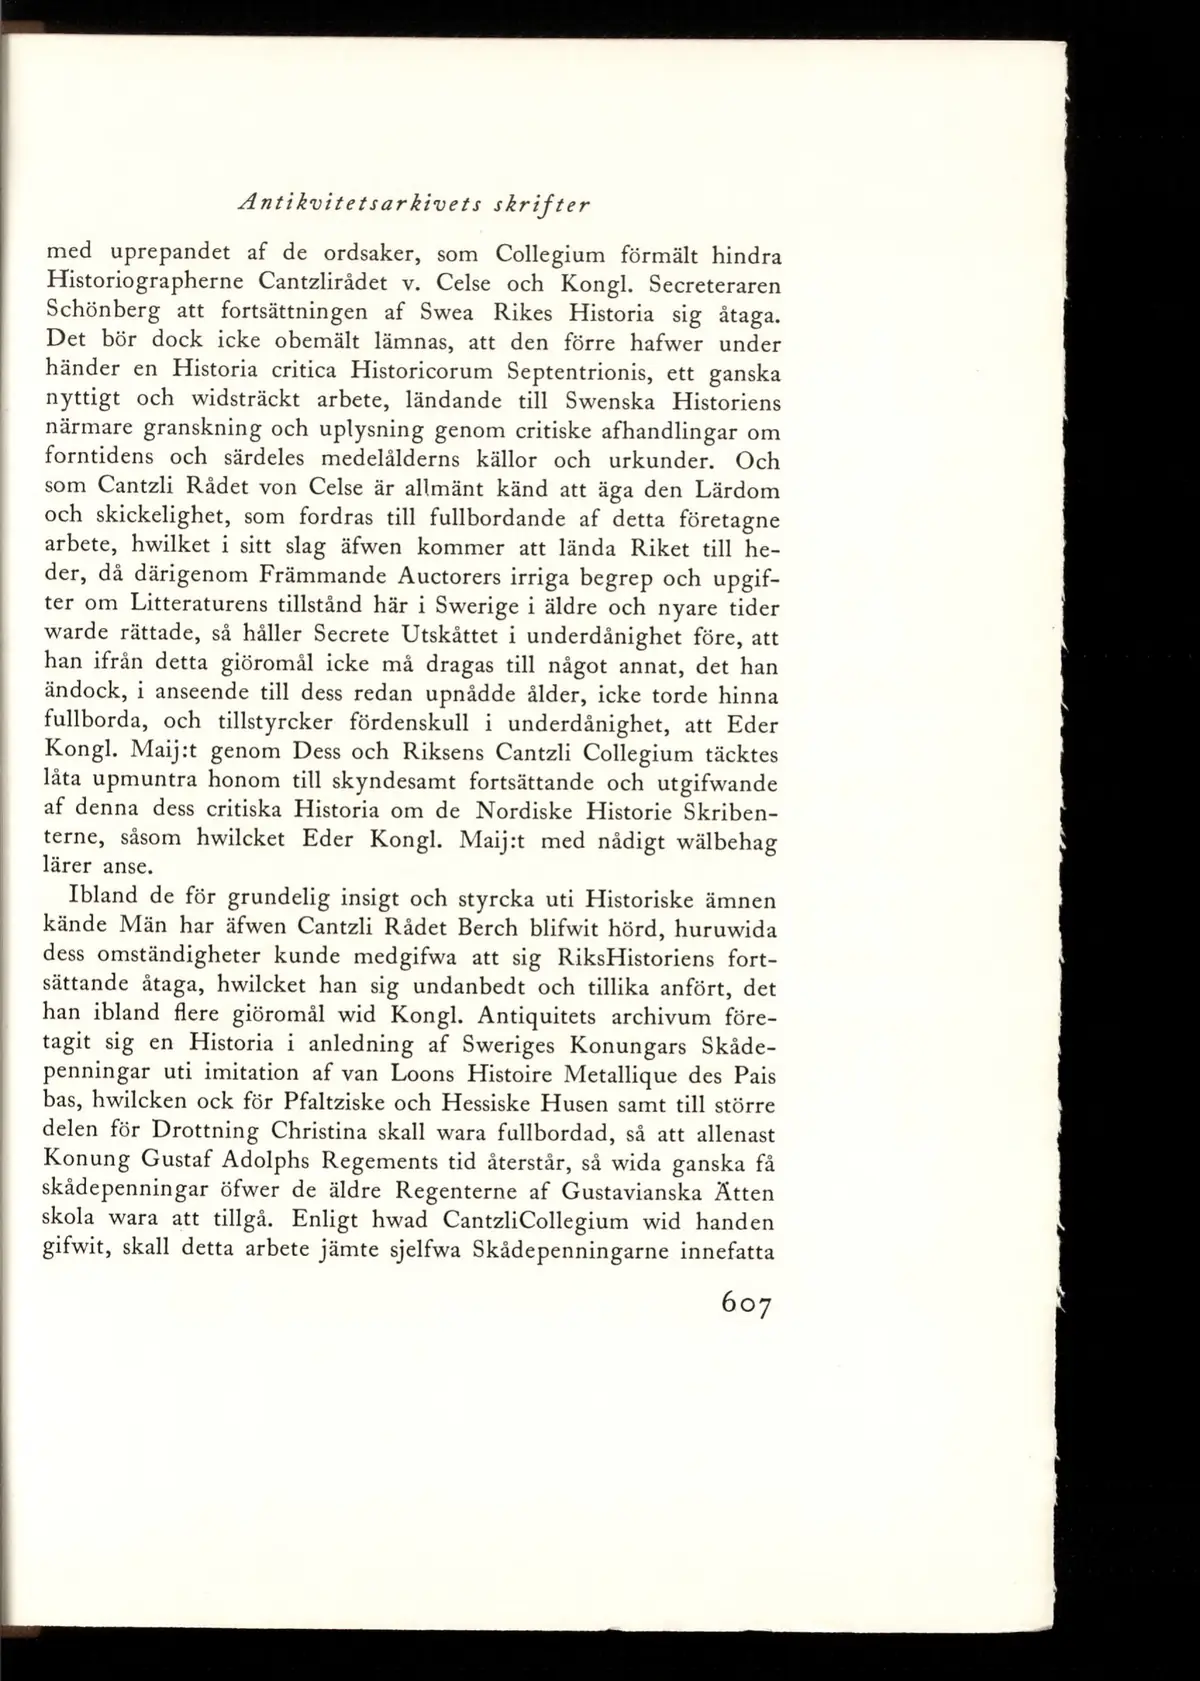 Antikvitetsarkivets skrifter
med uprepandet af de ordsaker, som Collegium förmält hindra
Historiographerne Cantzlirådet v. Celse och Kongl. Secreteraren
Schönberg att fortsättningen af Swea Rikes Historia sig åtaga.
Det bör dock icke obemält lämnas, att den förre hafwer under
händer en Historia critica Historicorum Septentrionis, ett ganska
nyttigt och widsträckt arbete, ländande till Swenska Historiens
närmare granskning och uplysning genom critiske afhandlingar om
forntidens och särdeles medelålderns källor och urkunder. Och
som Cantzli Rådet von Celse är allmänt känd att äga den Lärdom
och skickelighet, som fordras till fullbordande af detta företagne
arbete, hwilket i sitt slag äfwen kommer att lända Riket till he-
der, då därigenom Främmande Auctorers irriga begrep och upgif-
ter om Litteraturens tillstånd här i Swerige i äldre och nyare tider
warde rättade, så håller Secrete Utskåttet i underdånighet före, att
han ifrån detta giöromål icke må dragas till något annat, det han
ändock, i anseende till dess redan upnådde ålder, icke torde hinna
fullborda, och tillstyrcker fördenskull i underdånighet, att Eder
Kongl. Maij:t genom Dess och Riksens Cantzli Collegium täcktes
låta upmuntra honom till skyndesamt fortsättande och utgifwande
af denna dess critiska Historia om de Nordiske Historie Skriben-
terne, såsom hwilcket Eder Kongl. Maij:t med nådigt wälbehag
lärer anse.
Ibland de för grundelig insigt och styrcka uti Historiske ämnen
kände Män har äfwen Cantzli Rådet Berch blifwit hörd, huruwida
dess omständigheter kunde medgifwa att sig RiksHistoriens fort-
sättande åtaga, hwilcket han sig undanbedt och tillika anfört, det
han ibland flere giöromål wid Kongl. Antiquitets archivum före-
tagit sig en Historia i anledning af Sweriges Konungars Skåde-
penningar uti imitation af van Loons Histoire Metallique des Pais
bas, hwilcken ock för Pfaltziske och Hessiske Husen samt till större
delen för Drottning Christina skall wara fullbordad, så att allenast
Konung Gustaf Adolphs Regements tid återstår, så wida ganska få
skådepenningar öfwer de äldre Regenterne af Gustavianska Ätten
skola wara att tillgå. Enligt hwad CantzliCollegium wid handen
gifwit, skall detta arbete jämte sjelfwa Skådepenningarne innefatta
607